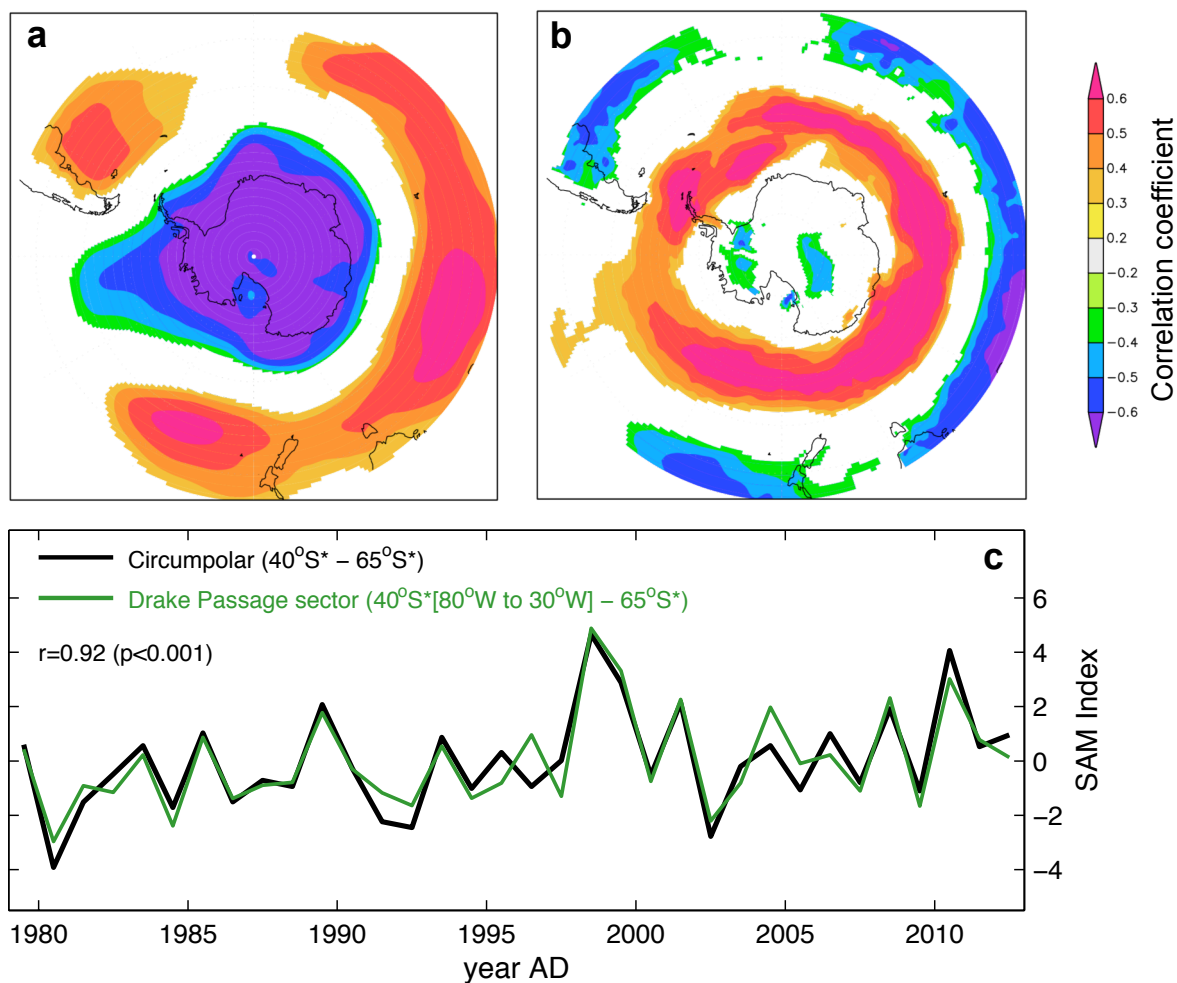 a
b
0.6
0.5
0.4
0.3
0.2
−0.2
−0.3
−0.4
−0.5
−0.6
Correlation coefficient
c
Circumpolar (40°S* − 65°S*)
Drake Passage sector (40°S*[80°W to 30°W] − 65°S*)
r=0.92 (p<0.001)
6
4
2
0
−2
−4
SAM Index
1980 1985 1990 1995 2000 2005 2010
year AD